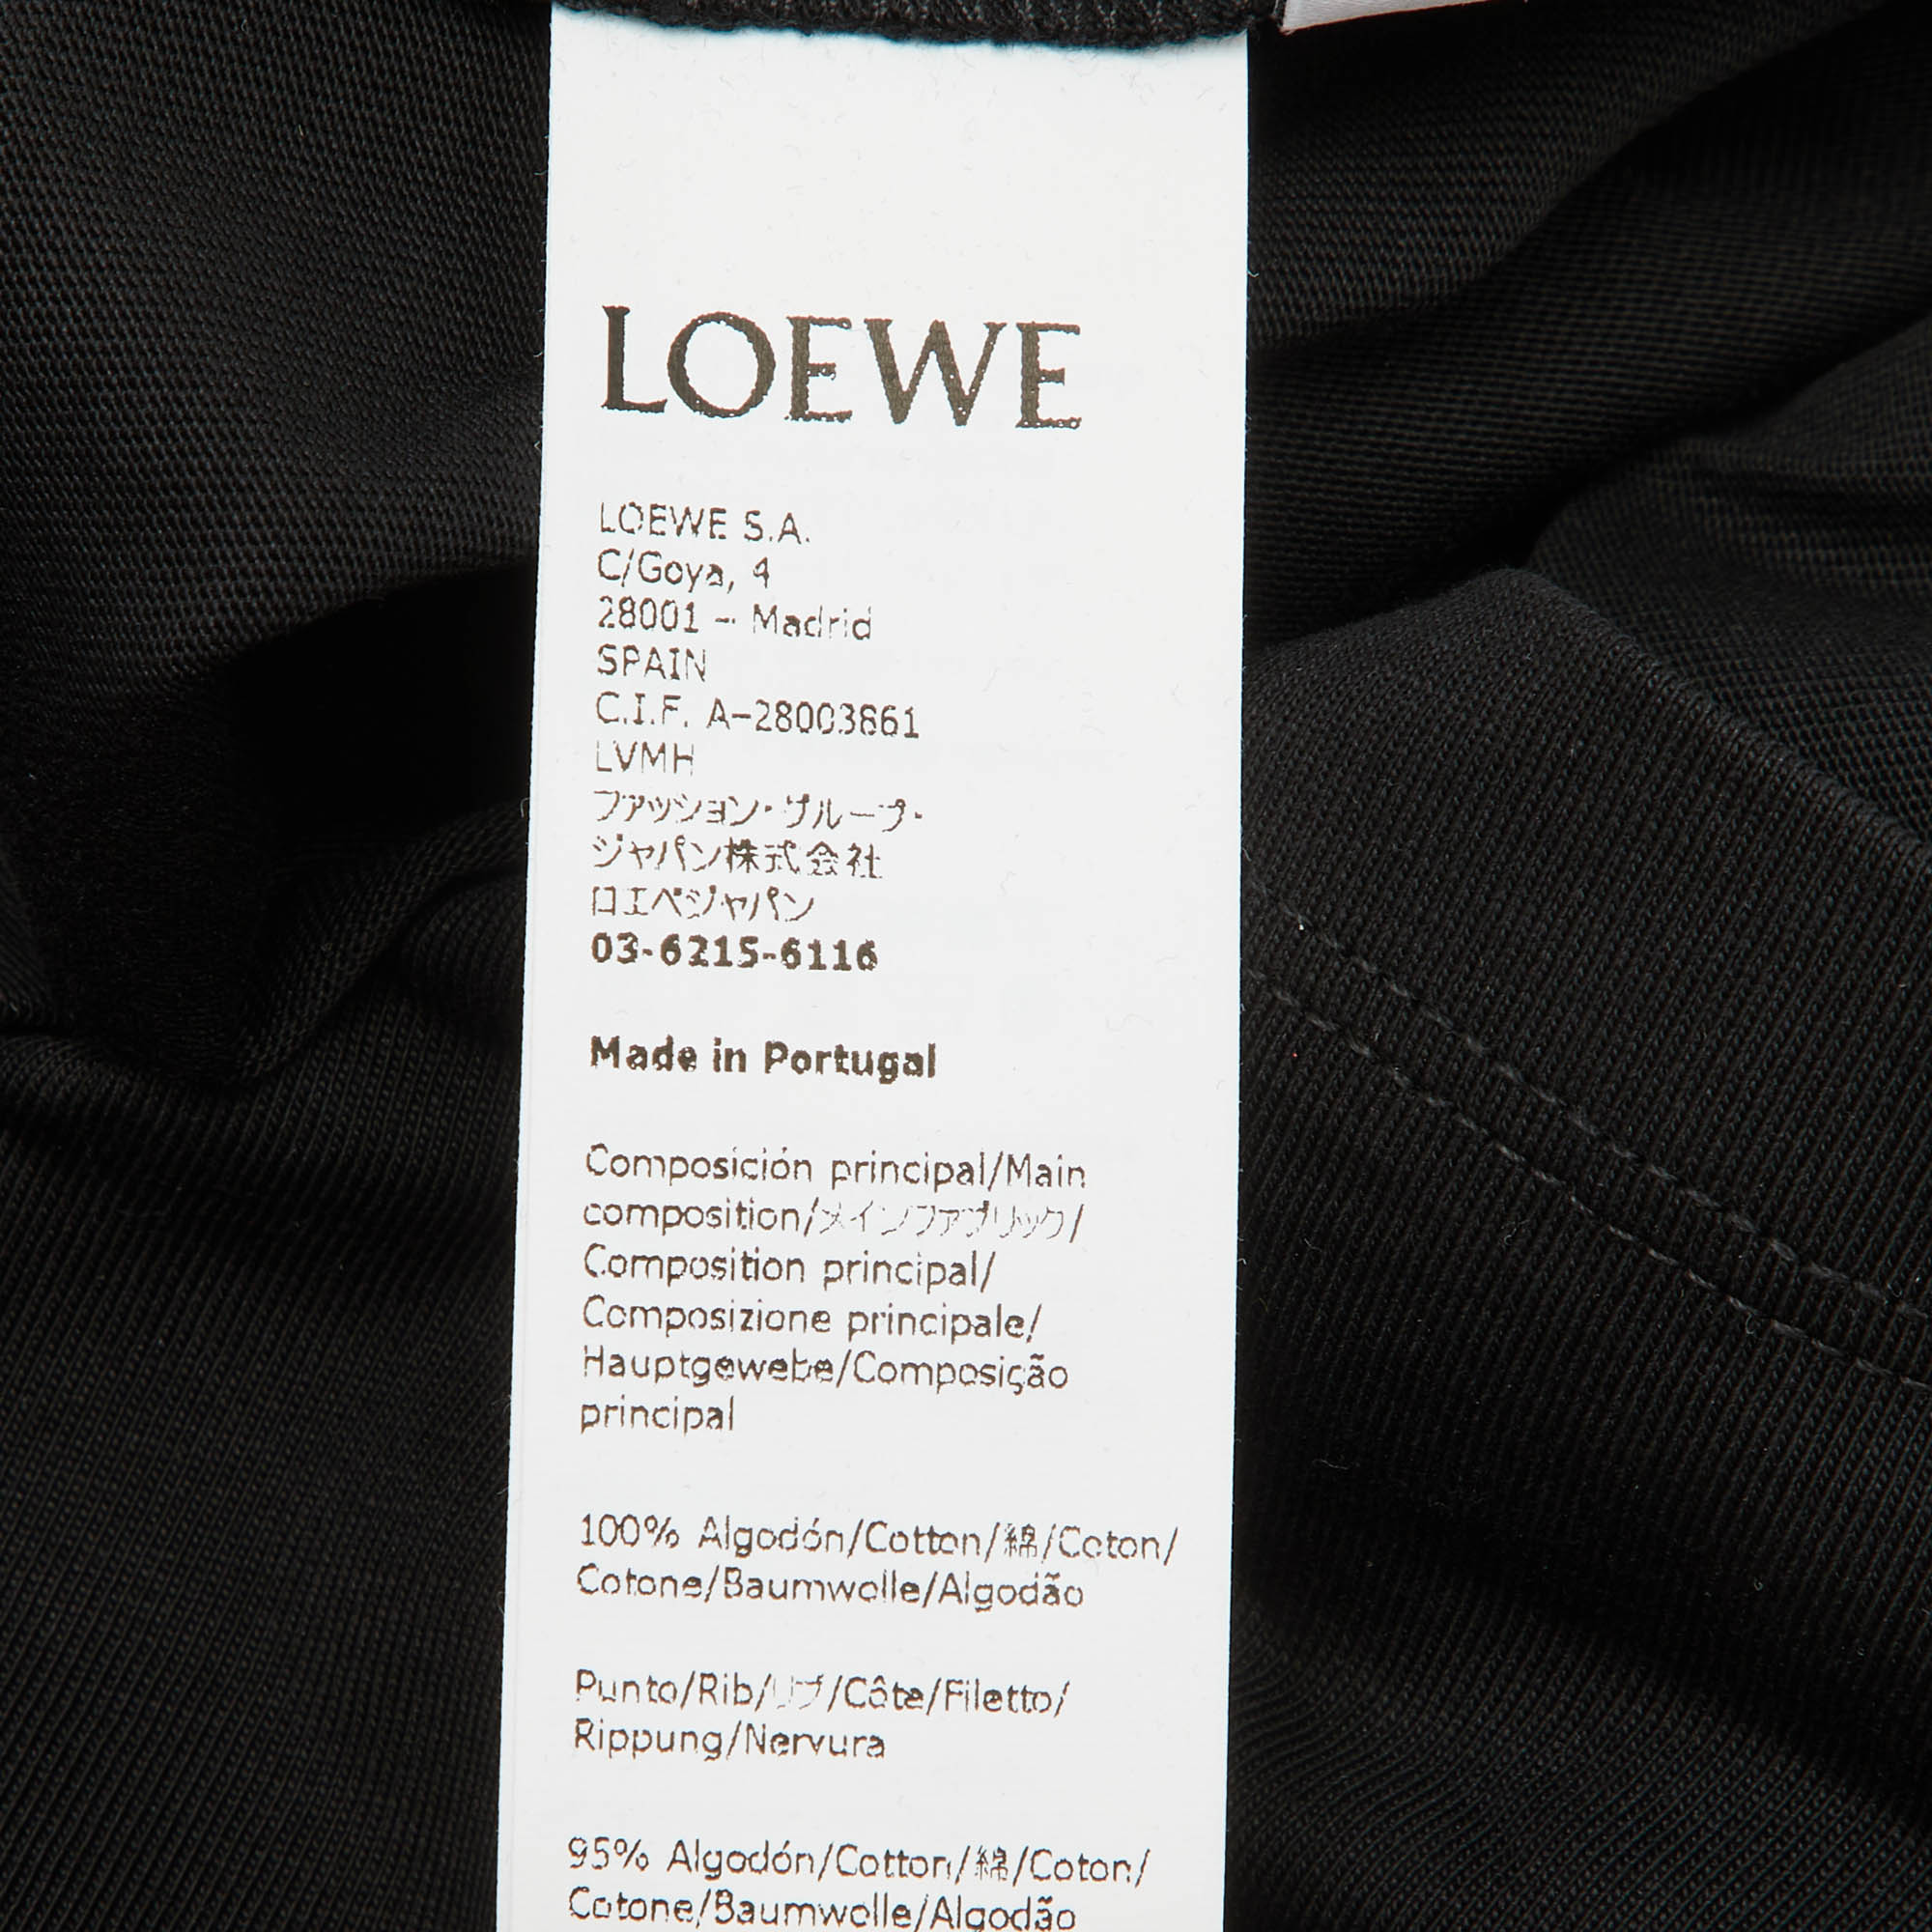 LOEWE
LOEWE S.A.
C/Goya, 4
28001 – Madrid
SPAIN
C.I.F. A–28003861
LVMH
ファッション・グループ・
ジャパン株式会社
ロエベジャパン
03-6215-6116
Made in Portugal
Composición principal/Main
composition/メインファブリック/
Composition principal/
Composizione principale/
Hauptgewebe/Composição
principal
100% Algodón/Cotton/綿/Coton/
Cotone/Baumwolle/Algodão
Punto/Rib/リブ/Côte/Filetto/
Rippung/Nervura
95% Algodón/Cotton/綿/Coton/
Cotone/Baumwolle/Algodão